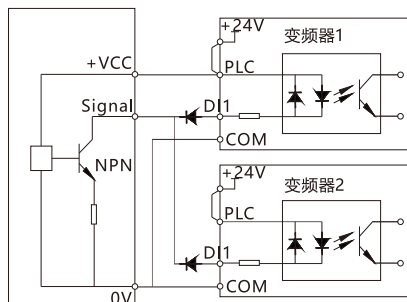 +24V
变频器1
+VCC
PLC
Signal
DI1
COM
NPN
+24V
变频器2
PLC
DI1
COM
0V